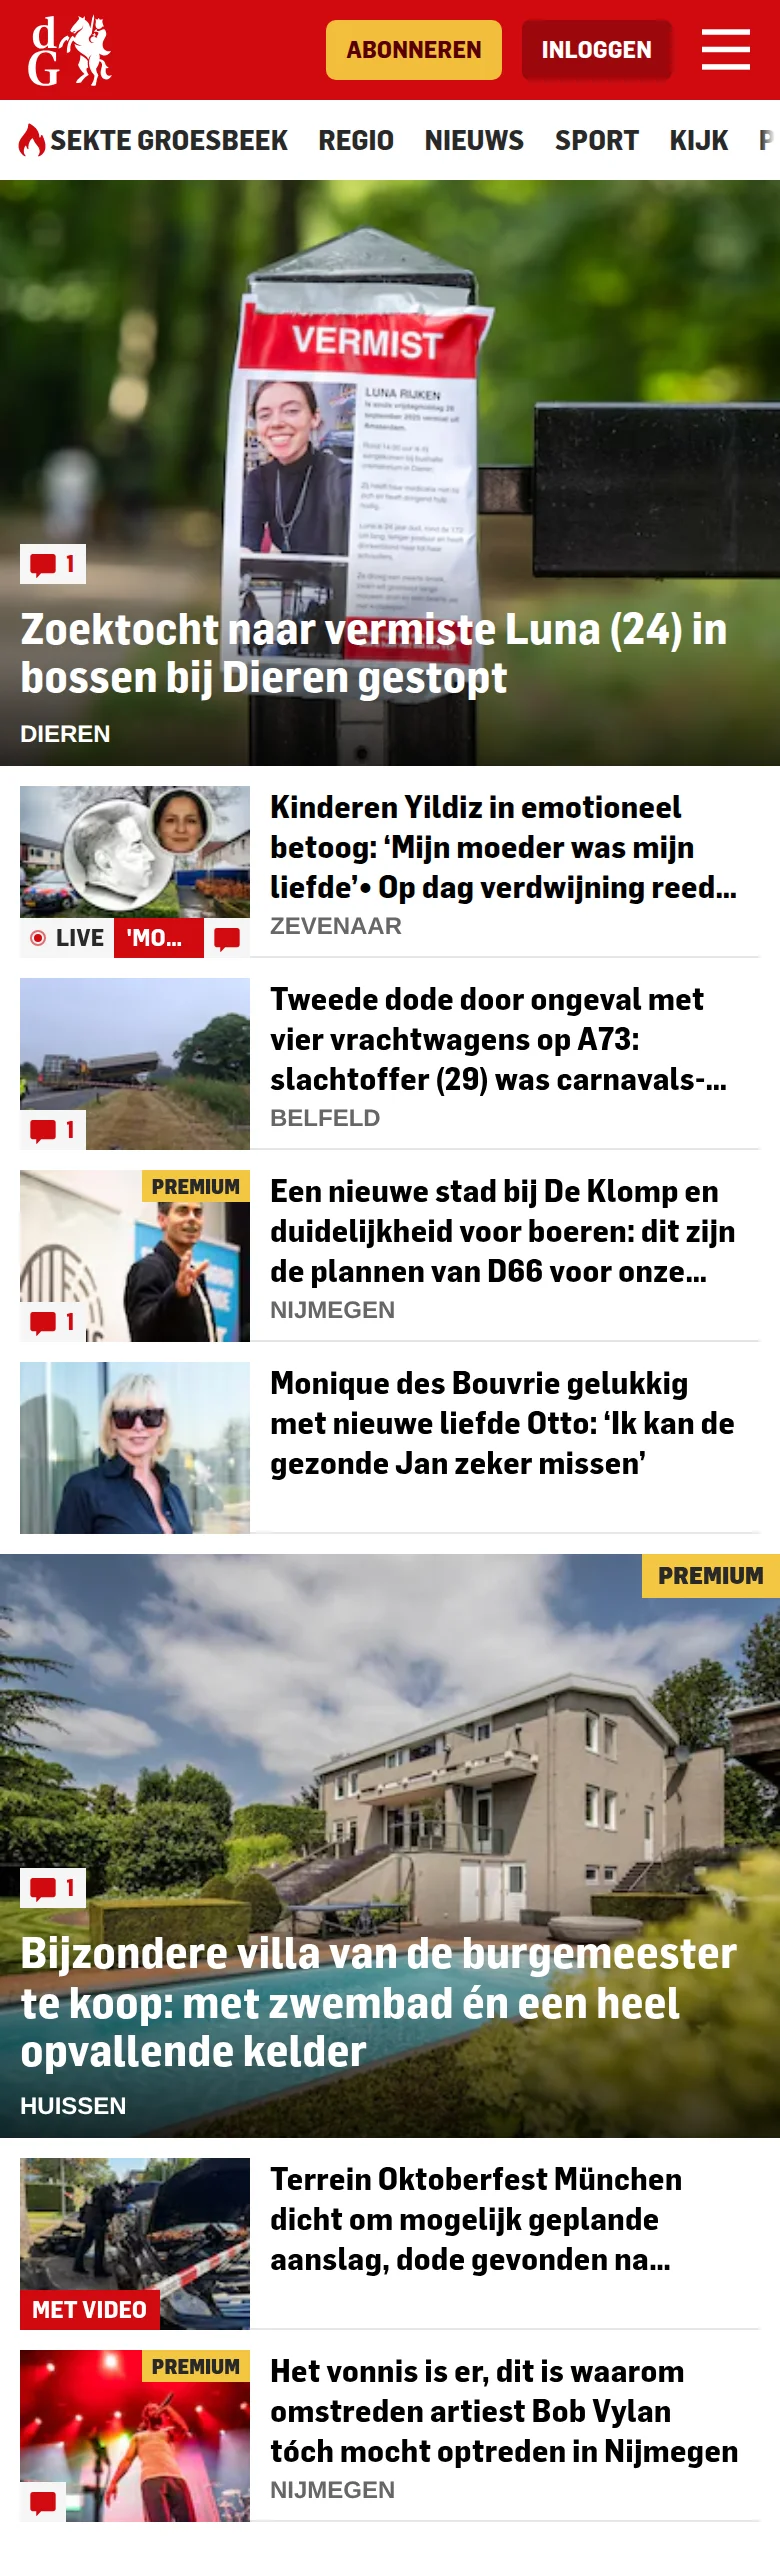 dG
ABONNEREN
INLOGGEN
SEKTE GROESBEEK
REGIO
NIEUWS
SPORT
KIJK
P
VERMIST
LUNA RIJKEN
1
Zoektocht naar vermiste Luna (24) in
bossen bij Dieren gestopt
DIEREN
Kinderen Yildiz in emotioneel
betoog: ‘Mijn moeder was mijn
liefde’• Op dag verdwijning reed...
LIVE
'MO...
ZEVENAAR
Tweede dode door ongeval met
vier vrachtwagens op A73:
slachtoffer (29) was carnavals-...
1
BELFELD
PREMIUM
Een nieuwe stad bij De Klomp en
duidelijkheid voor boeren: dit zijn
de plannen van D66 voor onze...
1
NIJMEGEN
Monique des Bouvrie gelukkig
met nieuwe liefde Otto: ‘Ik kan de
gezonde Jan zeker missen’
PREMIUM
1
Bijzondere villa van de burgemeester
te koop: met zwembad én een heel
opvallende kelder
HUISSEN
Terrein Oktoberfest München
dicht om mogelijk geplande
aanslag, dode gevonden na...
MET VIDEO
PREMIUM
Het vonnis is er, dit is waarom
omstreden artiest Bob Vylan
tóch mocht optreden in Nijmegen
NIJMEGEN